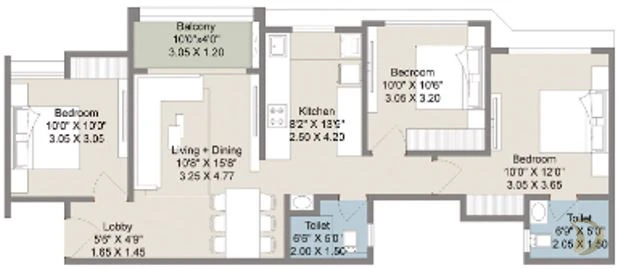 Balcony
10'0"x4'0"
3.05 X 1.20
Bedroom
10'0" X 10'0"
3.05 X 3.05
Living + Dining
10'8" X 15'8"
3.25 X 4.77
Kitchen
8'2" X 13'9"
2.50 X 4.20
Becroom
10'0" X 10'6"
3.05 X 3.20
Bedroom
10'0" X 12'0"
3.05 X 3.65
Lobby
5'5" X 4'9"
1.65 X 1.45
Toilet
6'6" X 5'0"
2.00 X 1.50
Toilet
6'9" X 5'0"
2.05 X 1.50